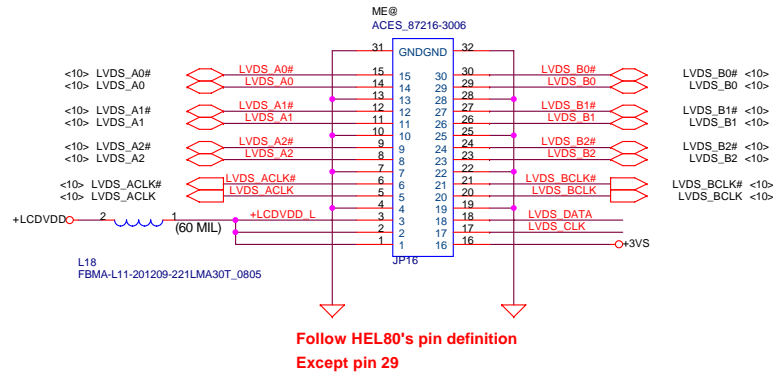 ME@
ACES_87216-3006
31 GNDGND 32
<10> LVDS_A0# LVDS_A0# 15 15 30 30 LVDS_B0# LVDS_B0# <10>
<10> LVDS_A0 LVDS_A0 14 14 29 29 LVDS_B0 LVDS_B0 <10>
13 13 28 28
<10> LVDS_A1# LVDS_A1# 12 12 27 27 LVDS_B1# LVDS_B1# <10>
<10> LVDS_A1 LVDS_A1 11 11 26 26 LVDS_B1 LVDS_B1 <10>
10 10 25 25
<10> LVDS_A2# LVDS_A2# 9 9 24 24 LVDS_B2# LVDS_B2# <10>
<10> LVDS_A2 LVDS_A2 8 8 23 23 LVDS_B2 LVDS_B2 <10>
7 7 22 22
<10> LVDS_ACLK# LVDS_ACLK# 6 6 21 21 LVDS_BCLK# LVDS_BCLK# <10>
<10> LVDS_ACLK LVDS_ACLK 5 5 20 20 LVDS_BCLK LVDS_BCLK <10>
4 4 19 19
+LCDVDD 2 1 +LCDVDD_L 3 3 18 18 LVDS_DATA
(60 MIL) 2 2 17 17 LVDS_CLK
1 1 16 16 +3VS
L18
JP16
FBMA-L11-201209-221LMA30T_0805
Follow HEL80's pin definition
Except pin 29